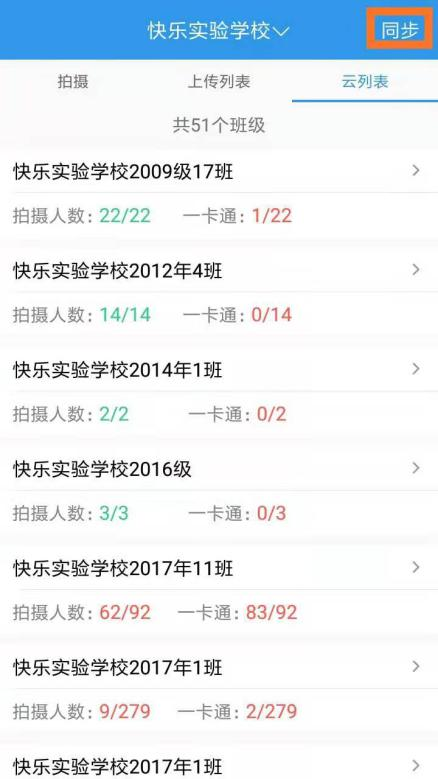 快乐实验学校 同步
拍摄 上传列表 云列表
共51个班级
快乐实验学校2009级17班
拍摄人数: 22/22 一卡通: 1/22
快乐实验学校2012年4班
拍摄人数: 14/14 一卡通: 0/14
快乐实验学校2014年1班
拍摄人数: 2/2 一卡通: 0/2
快乐实验学校2016级
拍摄人数: 3/3 一卡通: 0/3
快乐实验学校2017年11班
拍摄人数: 62/92 一卡通: 83/92
快乐实验学校2017年1班
拍摄人数: 9/279 一卡通: 2/279
快乐实验学校2017年1班